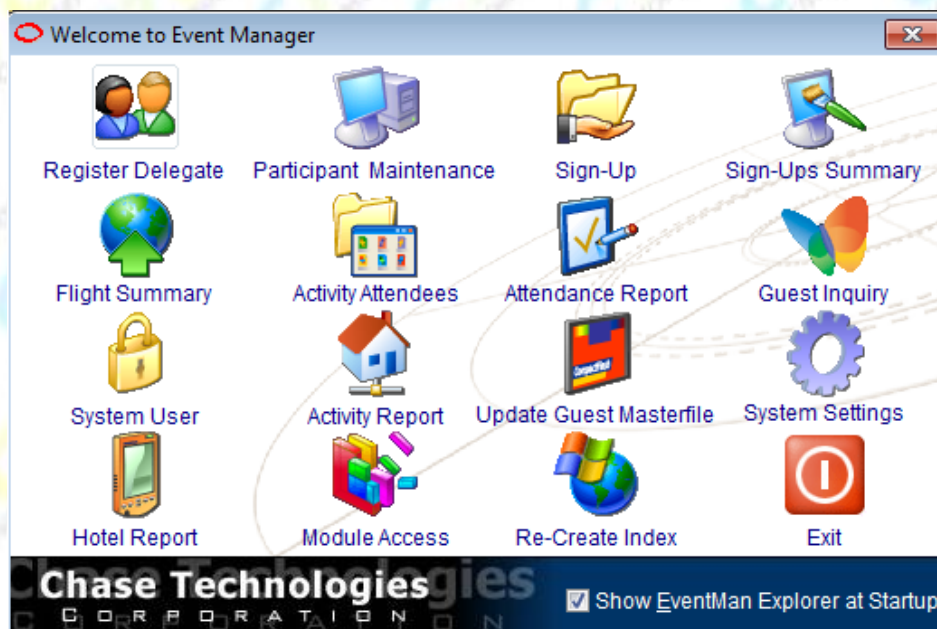 Welcome to Event Manager
Register Delegate
Participant Maintenance
Sign-Up
Sign-Ups Summary
Flight Summary
Activity Attendees
Attendance Report
Guest Inquiry
System User
Activity Report
CompactFlash
Update Guest Masterfile
System Settings
Hotel Report
Module Access
Re-Create Index
Exit
Chase Technologies
CORPORATION
Show EventMan Explorer at Startup